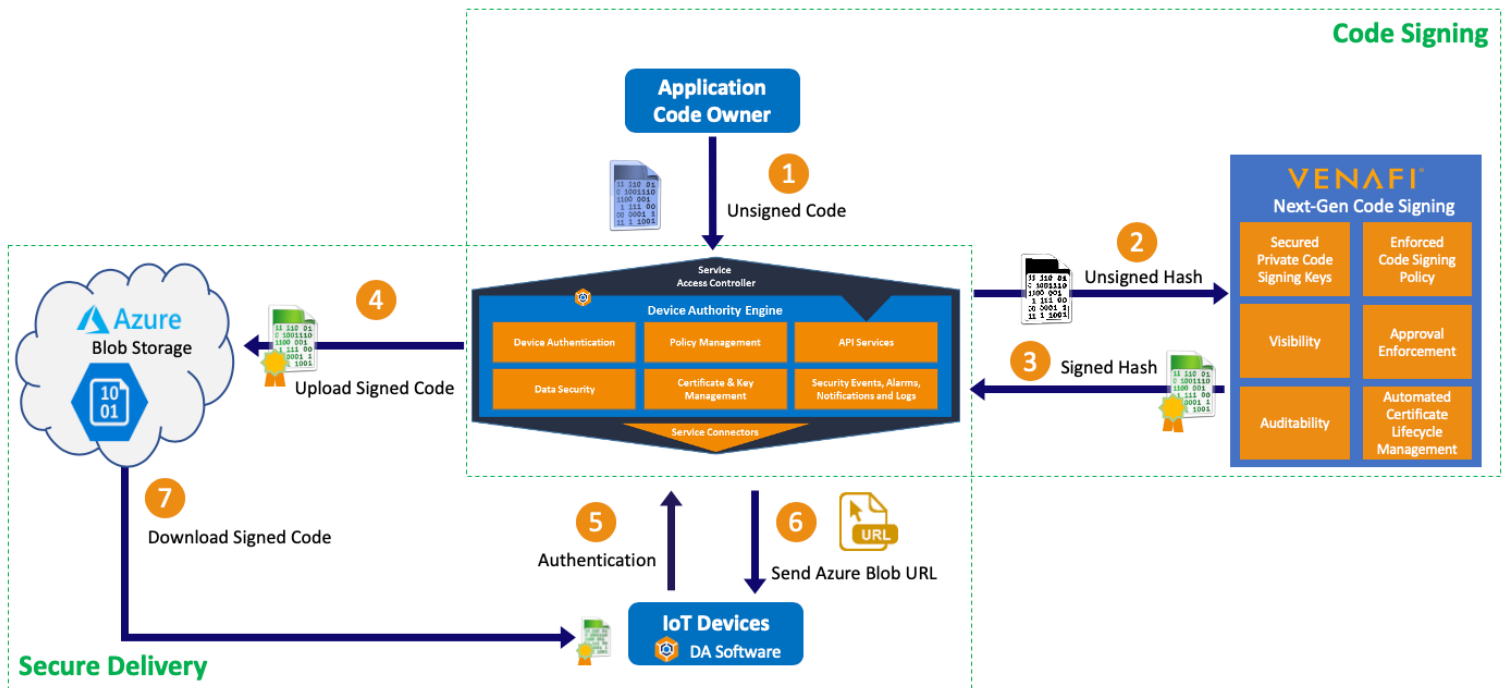 Code Signing
Application
Code Owner
1
Unsigned Code
VENAFI
Next-Gen Code Signing
Secured
Private Code
Signing Keys
Enforced
Code Signing
Policy
Visibility
Approval
Enforcement
Auditability
Automated
Certificate
Lifecycle
Management
2
Unsigned Hash
3
Signed Hash
Service
Access Controller
Device Authority Engine
Device Authentication
Policy Management
API Services
Data Security
Certificate & Key
Management
Security Events, Alarms,
Notifications and Logs
Service Connectors
4
Upload Signed Code
Azure
Blob Storage
10
01
5
Authentication
6
URL
Send Azure Blob URL
7
Download Signed Code
IoT Devices
DA Software
Secure Delivery